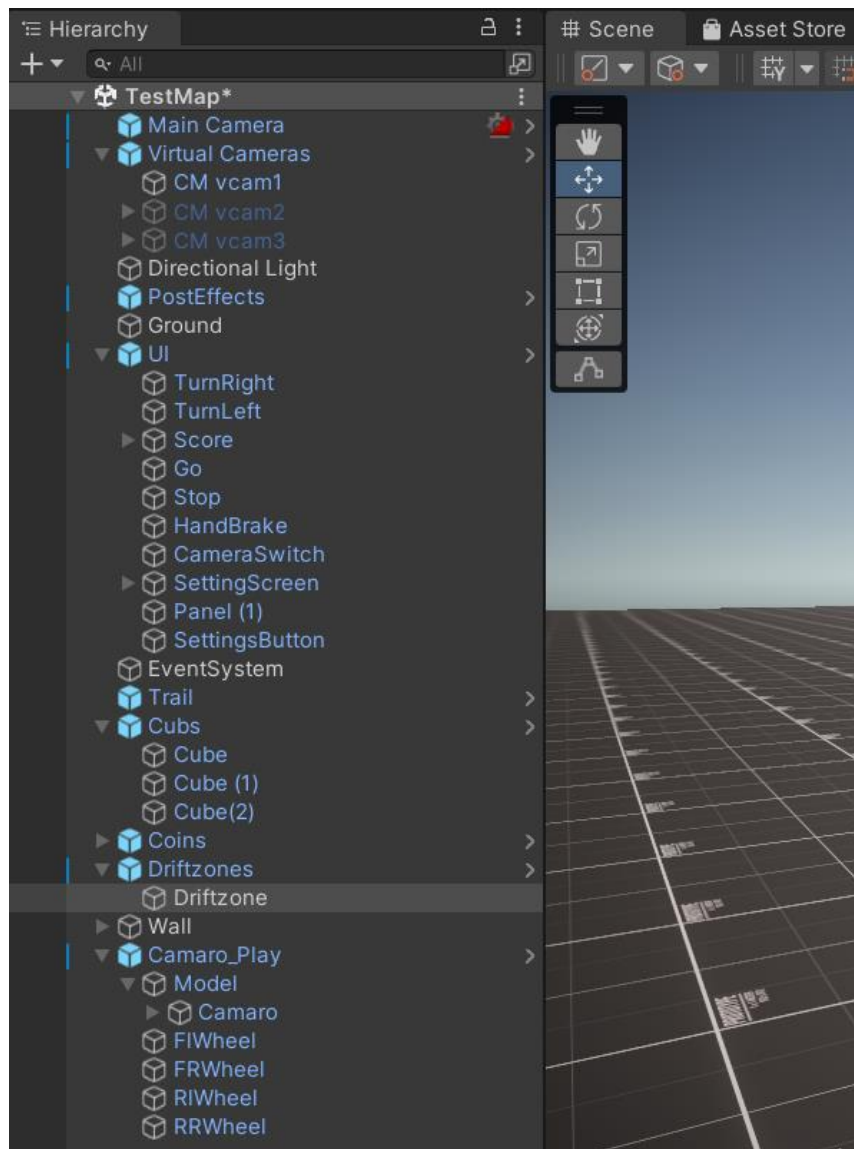 Hierarchy
# Scene
Asset Store
All
TestMap*
Main Camera
Virtual Cameras
CM vcam1
CM vcam2
CM vcam3
Directional Light
PostEffects
Ground
UI
TurnRight
TurnLeft
Score
Go
Stop
HandBrake
CameraSwitch
SettingScreen
Panel (1)
SettingsButton
EventSystem
Trail
Cubs
Cube
Cube (1)
Cube(2)
Coins
Driftzones
Driftzone
Wall
Camaro_Play
Model
Camaro
FlWheel
FRWheel
RlWheel
RRWheel